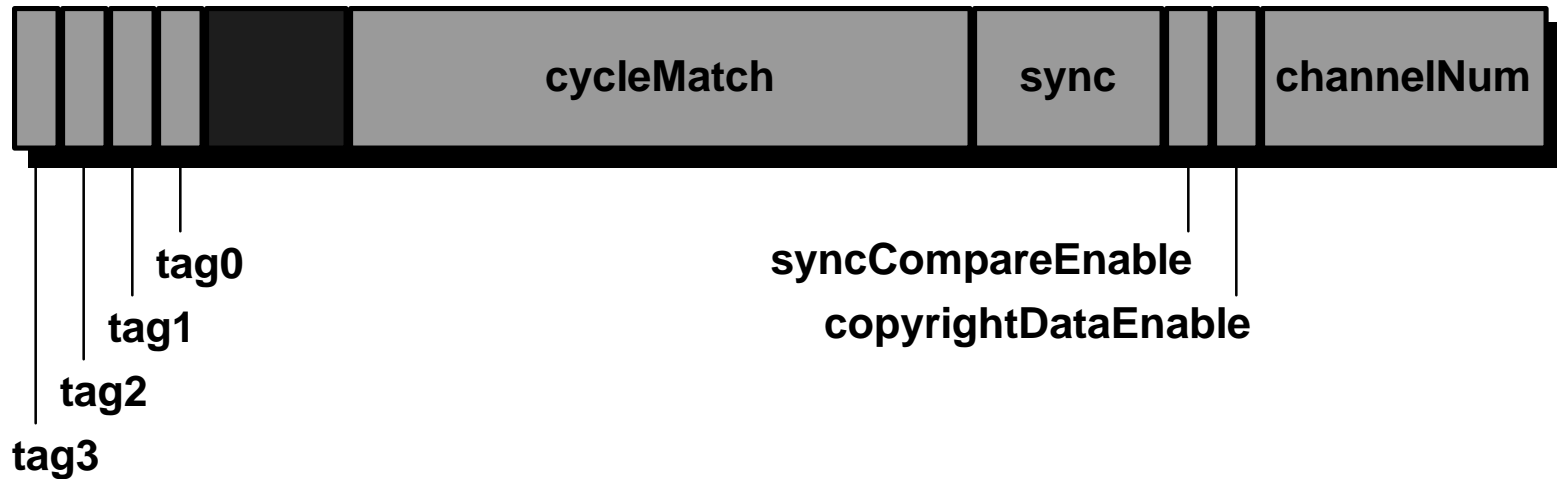 cycleMatch sync channelNum
tag0 syncCompareEnable
tag1 copyrightDataEnable
tag2
tag3